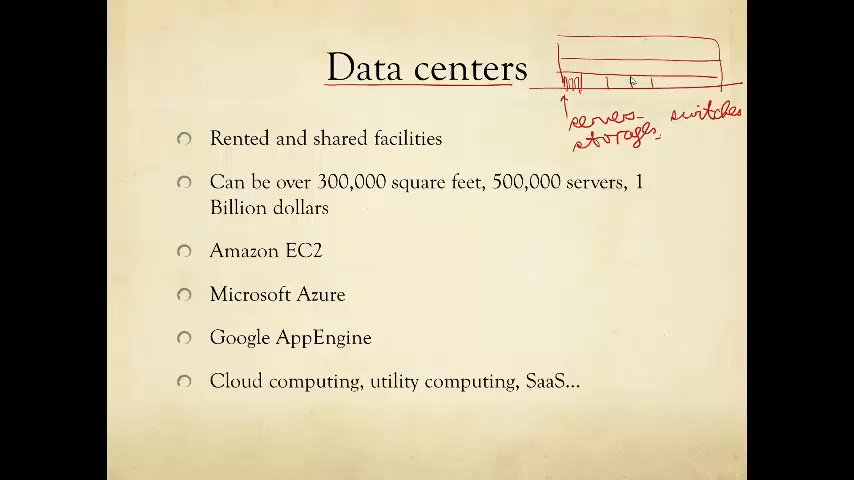 Data centers
servers
storages, switches
Rented and shared facilities
Can be over 300,000 square feet, 500,000 servers, 1
Billion dollars
Amazon EC2
Microsoft Azure
Google AppEngine
Cloud computing, utility computing, SaaS...